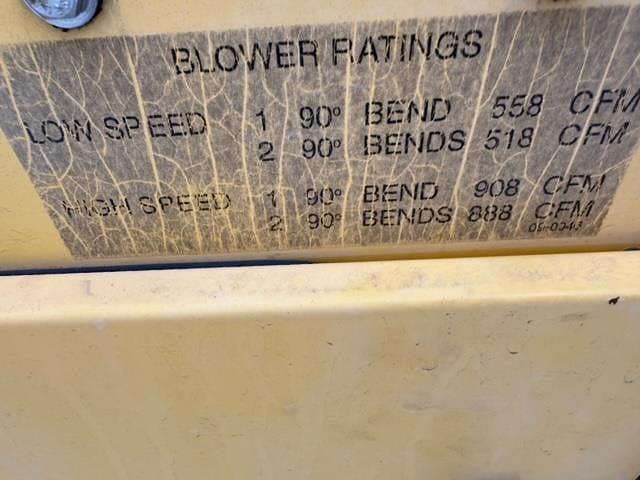 BLOWER RATINGS
LOW SPEED 1 90° BEND 558 CFM
2 90° BENDS 518 CFM
HIGH SPEED 1 90° BEND 908 CFM
2 90° BENDS 888 CFM